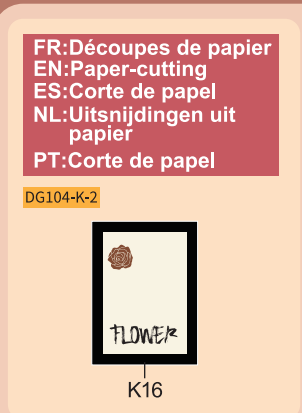 FR:Découpes de papier
EN:Paper-cutting
ES:Corte de papel
NL:Uitsnijdingen uit
papier
PT:Corte de papel
DG104-K-2
FLOWER
K16